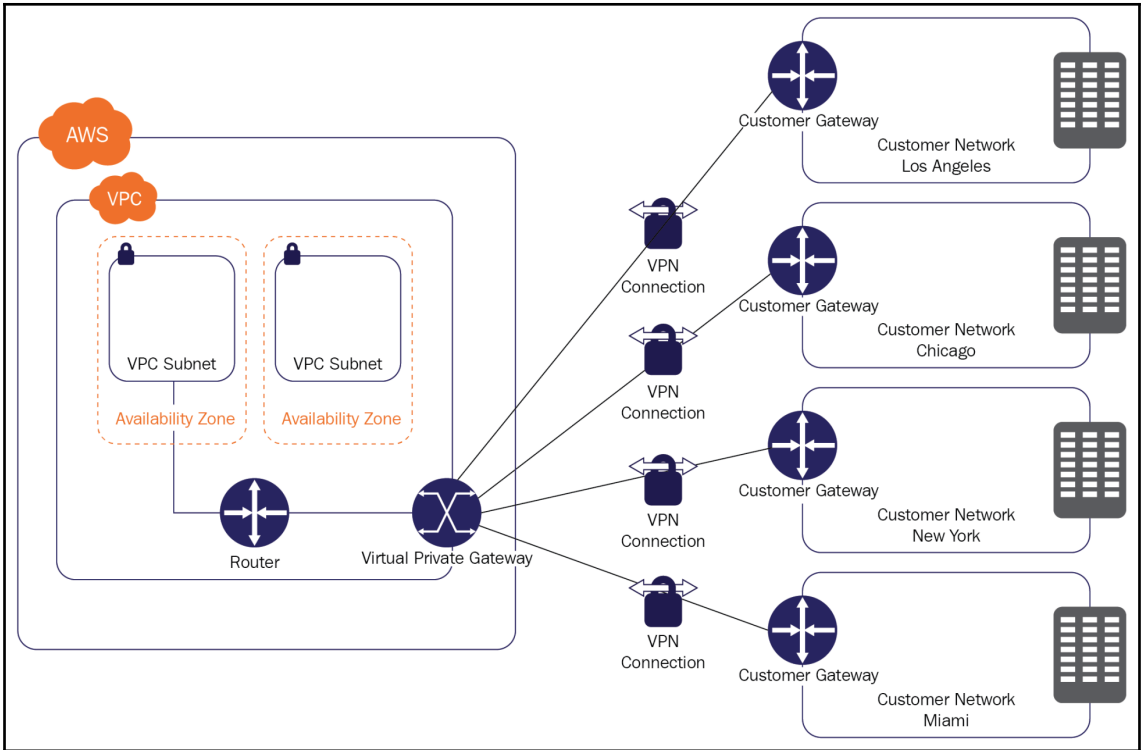 AWS
VPC
VPC Subnet
VPC Subnet
Availability Zone
Availability Zone
Router
Virtual Private Gateway
VPN
Connection
VPN
Connection
VPN
Connection
VPN
Connection
Customer Gateway
Customer Network
Los Angeles
Customer Gateway
Customer Network
Chicago
Customer Gateway
Customer Network
New York
Customer Gateway
Customer Network
Miami